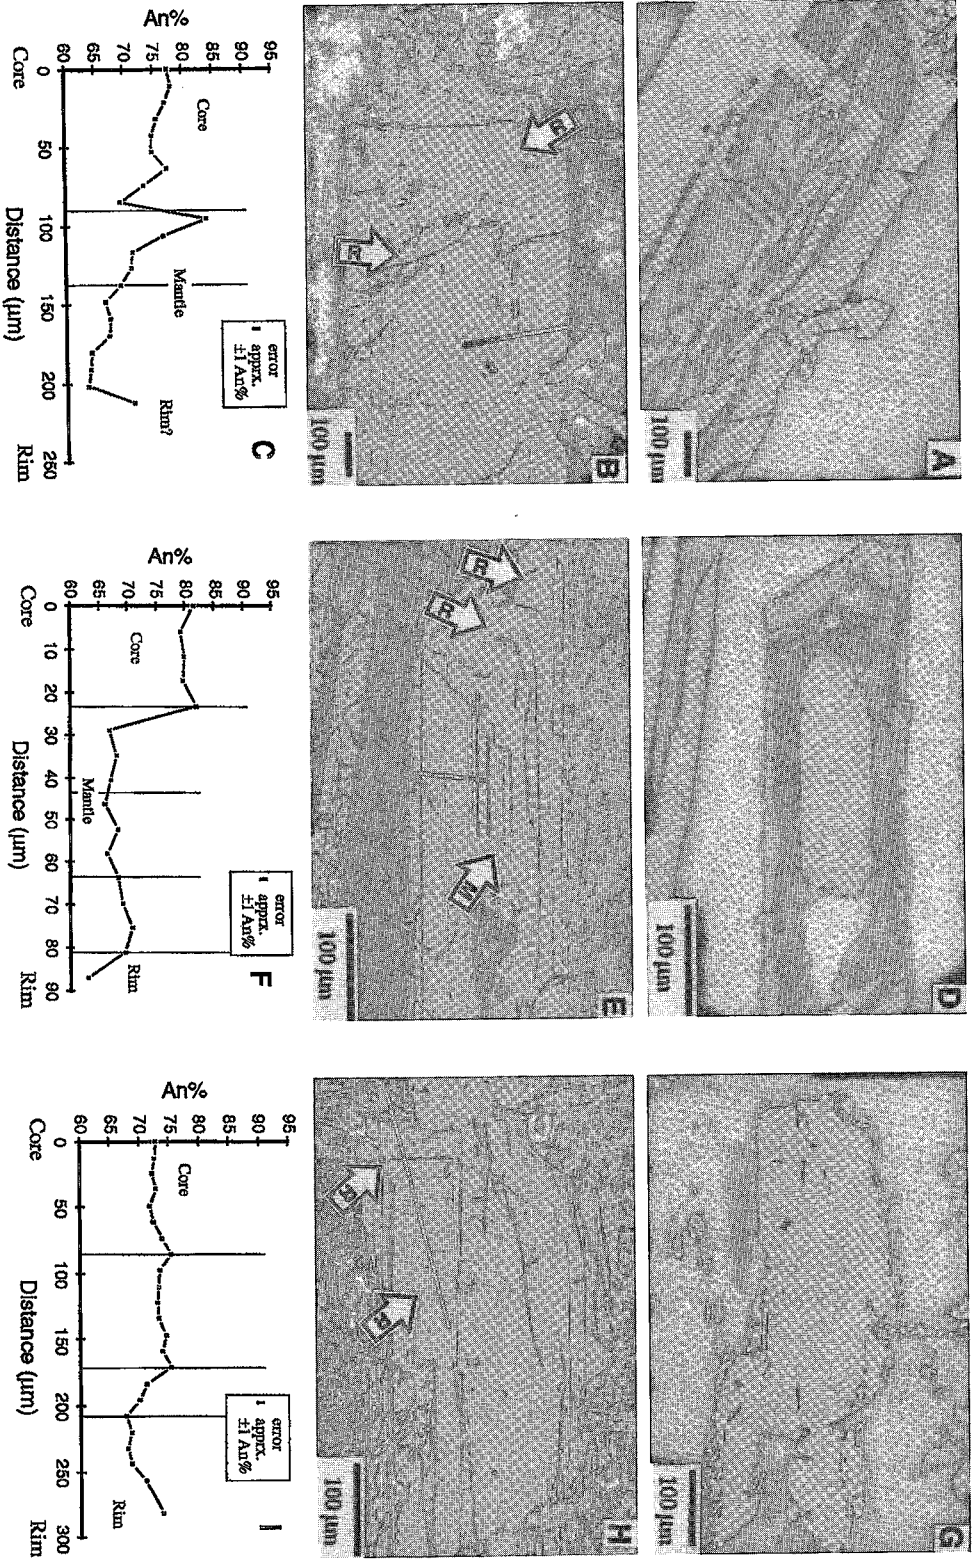 A
100 µm
B
R
R
100 µm
C
An%
95
90
85
80
75
70
65
60
Core
Mantle
Rim?
error
apprx.
±1 An%
0
50
100
150
200
250
Core
Distance (µm)
Rim
D
100 µm
E
R
R
M
100 µm
F
An%
95
90
85
80
75
70
65
60
Core
Mantle
Rim
error
apprx.
±1 An%
0
10
20
30
40
50
60
70
80
90
Core
Distance (µm)
Rim
G
100 µm
H
R
100 µm
I
An%
95
90
85
80
75
70
65
60
Core
Rim
error
apprx.
±1 An%
0
50
100
150
200
250
300
Core
Distance (µm)
Rim